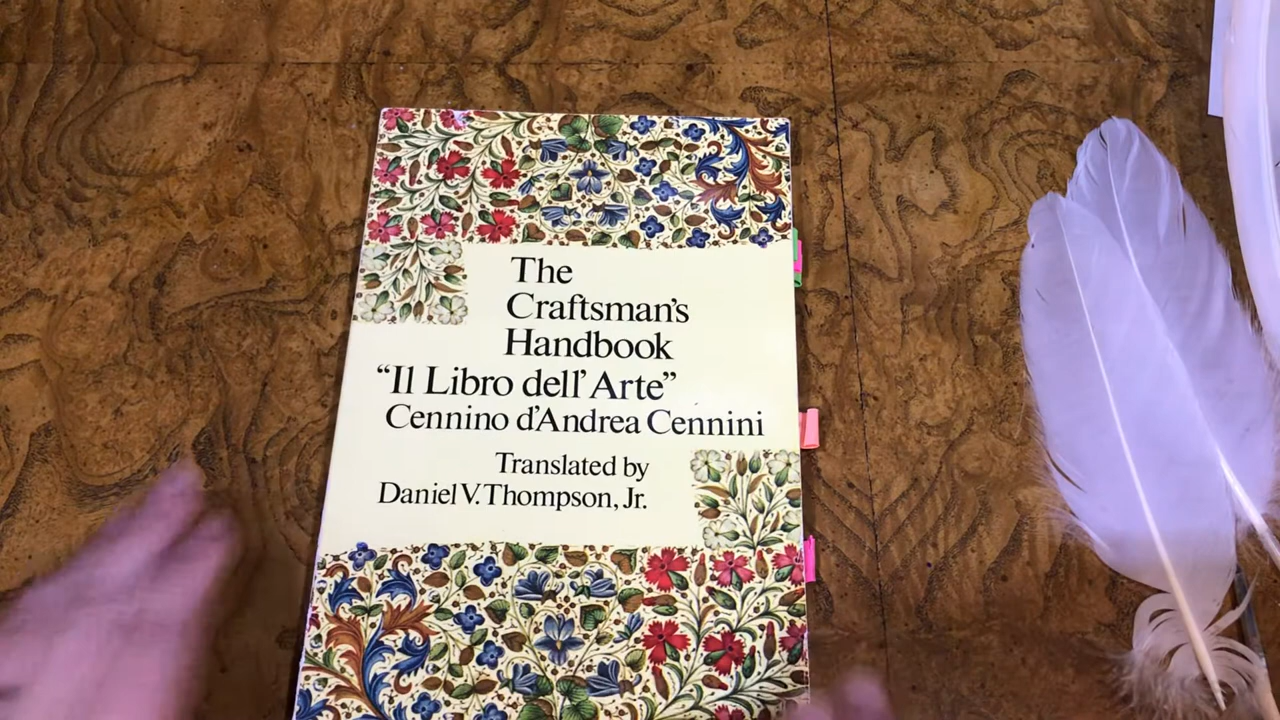 The
Craftsman's
Handbook
“Il Libro dell’ Arte”
Cennino d'Andrea Cennini
Translated by
Daniel V. Thompson, Jr.